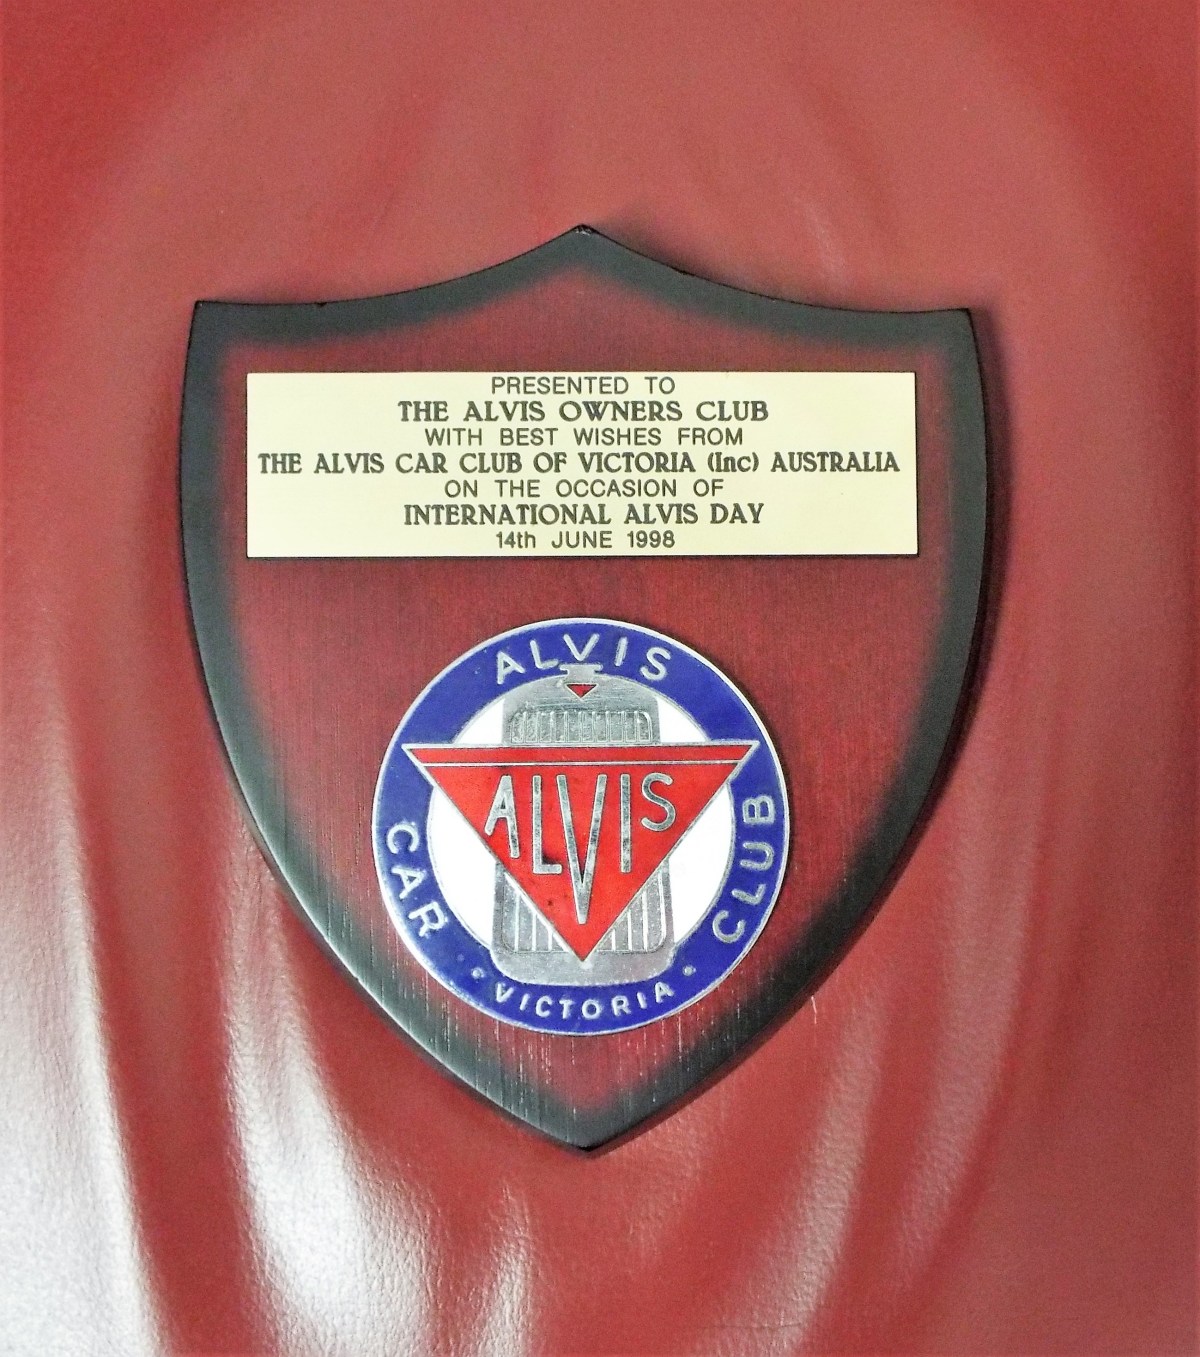 PRESENTED TO
THE ALVIS OWNERS CLUB
WITH BEST WISHES FROM
THE ALVIS CAR CLUB OF VICTORIA (Inc) AUSTRALIA
ON THE OCCASION OF
INTERNATIONAL ALVIS DAY
14th JUNE 1998
ALVIS
ALVIS
CAR
CLUB
• VICTORIA •